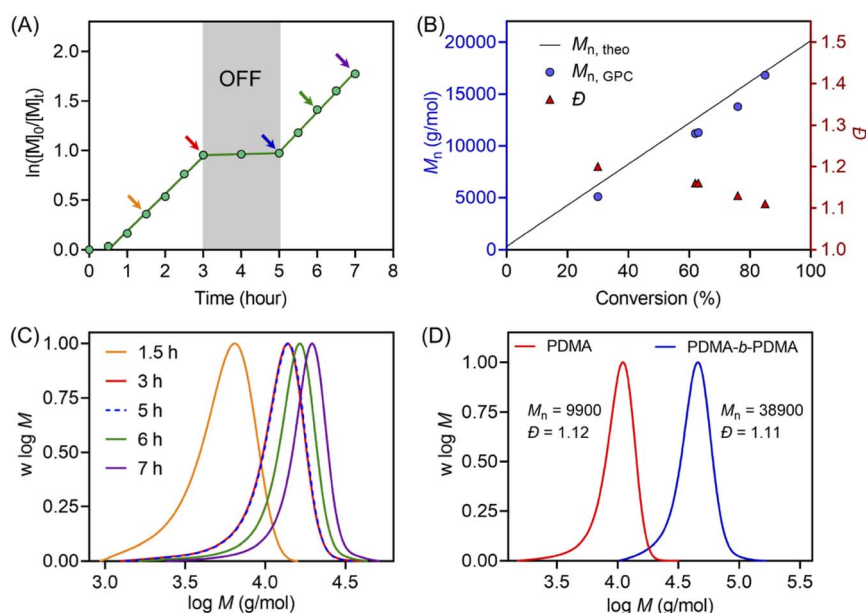 (A)
OFF
ln([M]0/[M]t)
2.0
1.5
1.0
0.5
0.0
0 1 2 3 4 5 6 7 8
Time (hour)
(B)
Mn, theo
Mn, GPC
Đ
Mn (g/mol)
20000
15000
10000
5000
0
1.5
1.4
1.3
1.2
1.1
1.0
Đ
0 20 40 60 80 100
Conversion (%)
(C)
1.5 h
3 h
5 h
6 h
7 h
w log M
1.00
0.75
0.50
0.25
0.00
3.0 3.5 4.0 4.5
log M (g/mol)
(D)
PDMA PDMA-b-PDMA
Mn = 9900
Đ = 1.12
Mn = 38900
Đ = 1.11
w log M
1.00
0.75
0.50
0.25
0.00
3.5 4.0 4.5 5.0 5.5
log M (g/mol)